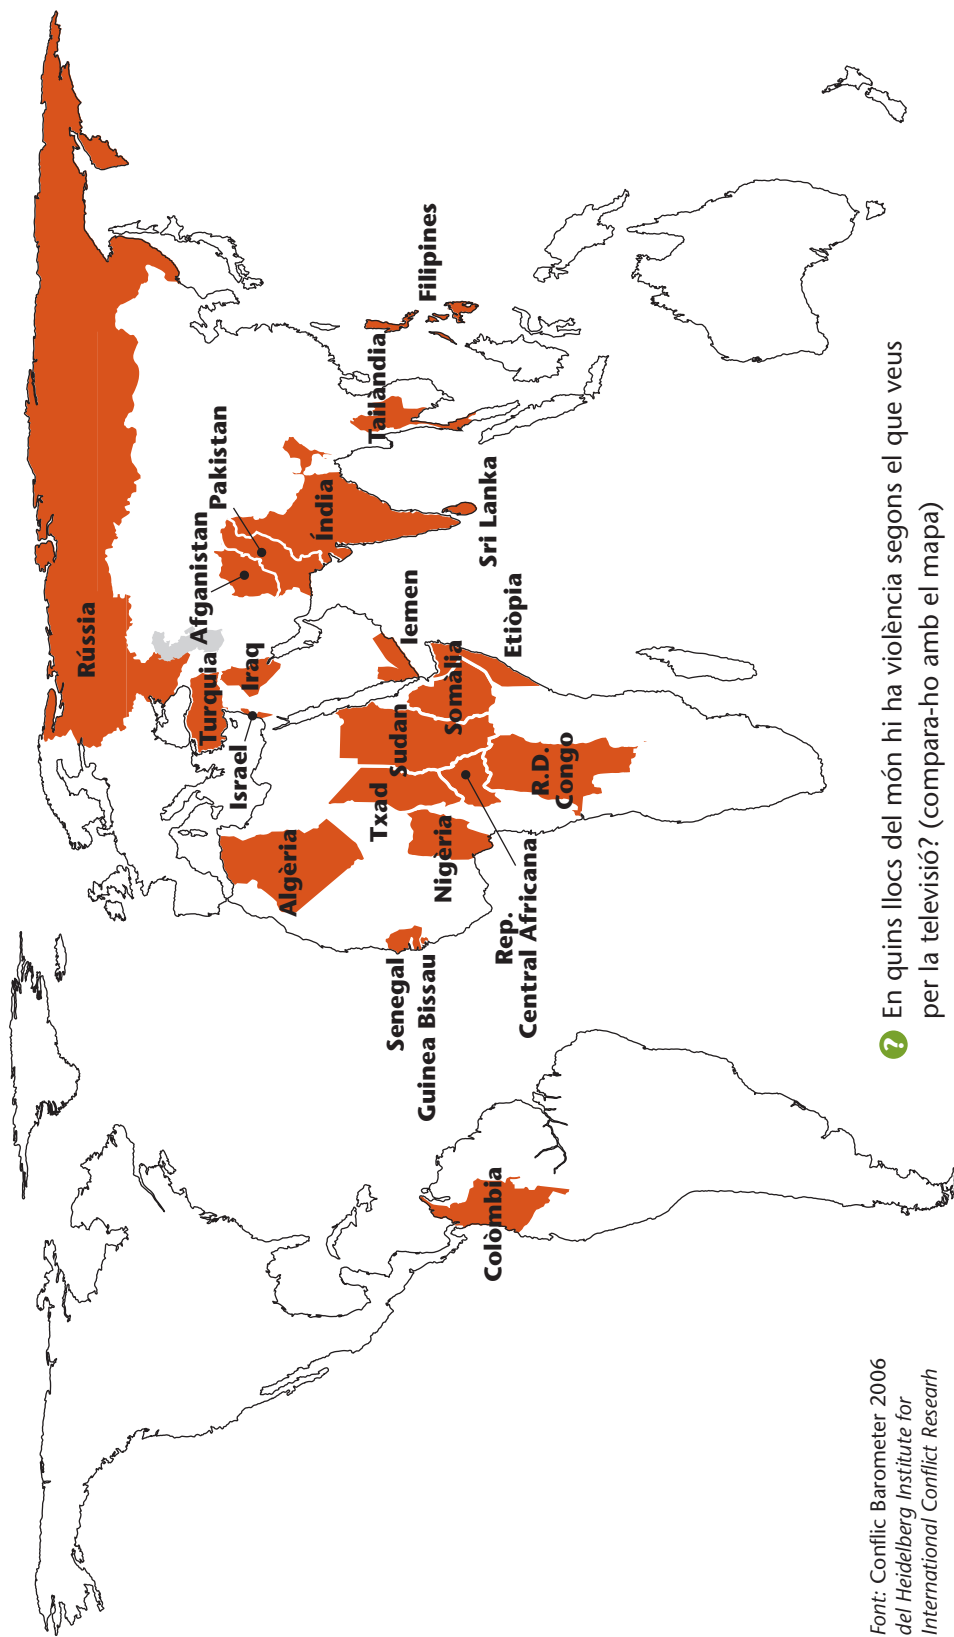 Rússia
Turquia
Afganistan
Pakistan
Israel
Iraq
Índia
Tailàndia
Filipines
Algèria
Txad
Sudan
Iemen
Sri Lanka
Senegal
Guinea Bissau
Nigèria
Somàlia
Etiòpia
Rep.
Central Africana
R.D.
Congo
Colòmbia
Font: Conflic Barometer 2006
del Heidelberg Institute for
International Conflict Researh
? En quins llocs del món hi ha violència segons el que veus
per la televisió? (compara-ho amb el mapa)